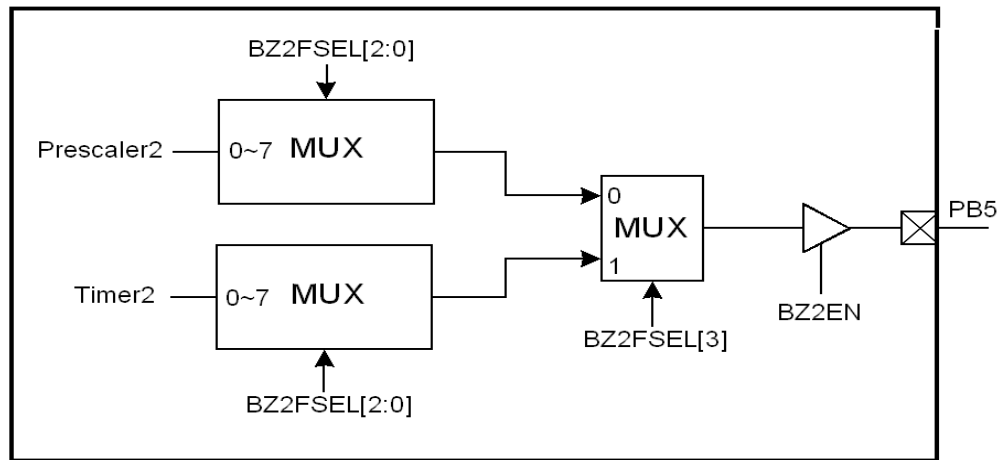 BZ2FSEL[2:0]
Prescaler2
0~7 MUX
0
MUX
1
PB5
Timer2
0~7 MUX
BZ2EN
BZ2FSEL[3]
BZ2FSEL[2:0]